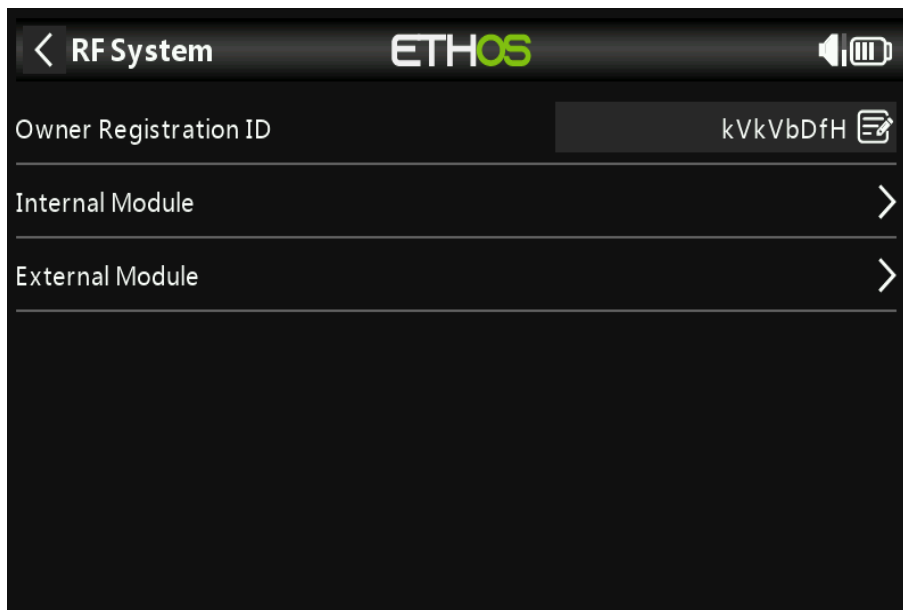 RF System
ETHOS
Owner Registration ID
kVkVbDfH
Internal Module
External Module